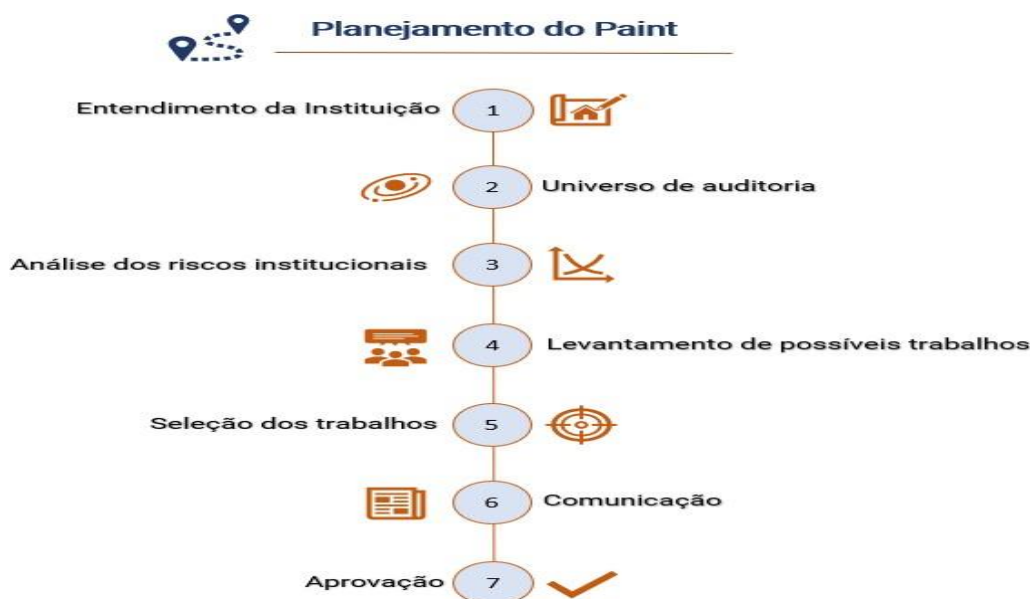 Planejamento do Paint
Entendimento da Instituição 1
2 Universo de auditoria
Análise dos riscos institucionais 3
4 Levantamento de possíveis trabalhos
Seleção dos trabalhos 5
6 Comunicação
Aprovação 7